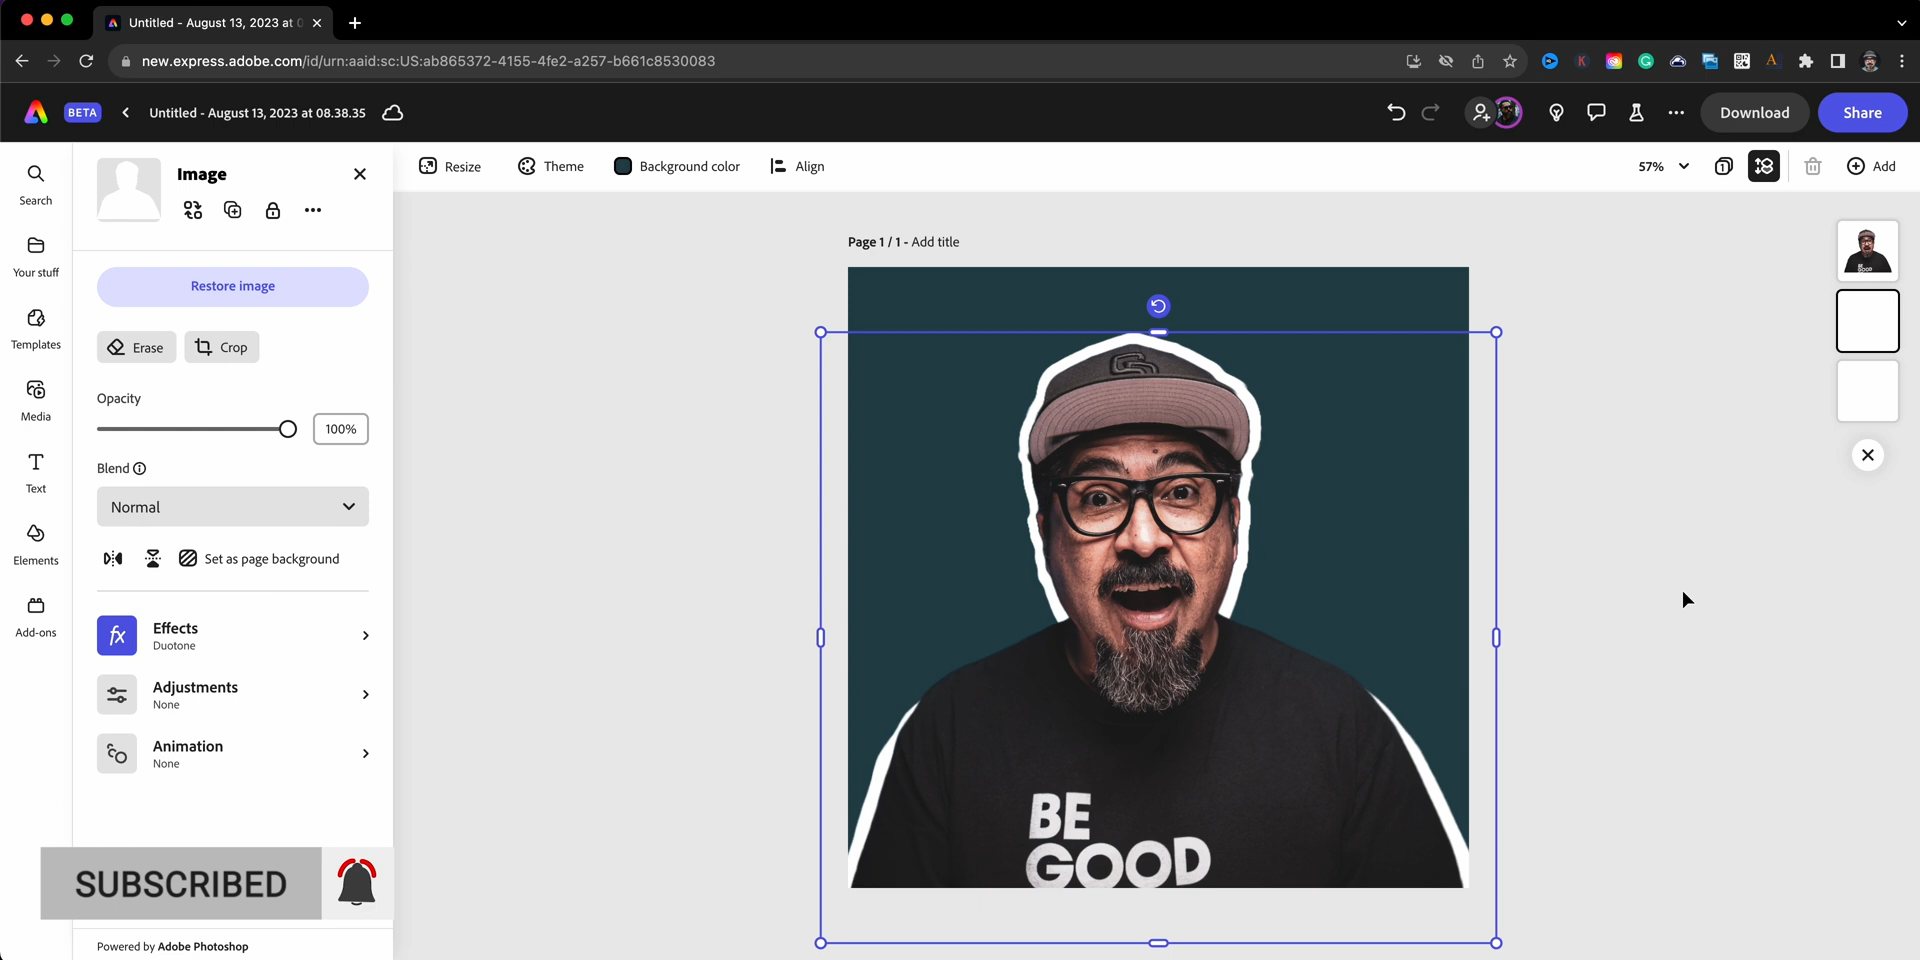 Untitled - August 13, 2023 at 0
new.express.adobe.com/id/urn:aaid:sc:US:ab865372-4155-4fe2-a257-b661c8530083
BETA
Untitled - August 13, 2023 at 08.38.35
Download
Share
Search
Your stuff
Templates
Media
Text
Elements
Add-ons
Image
Restore image
Erase
Crop
Opacity
100%
Blend
Normal
Set as page background
fx
Effects
Duotone
Adjustments
None
Animation
None
SUBSCRIBED
Powered by Adobe Photoshop
Resize
Theme
Background color
Align
57%
1
Add
Page 1 / 1 - Add title
BE
GOOD